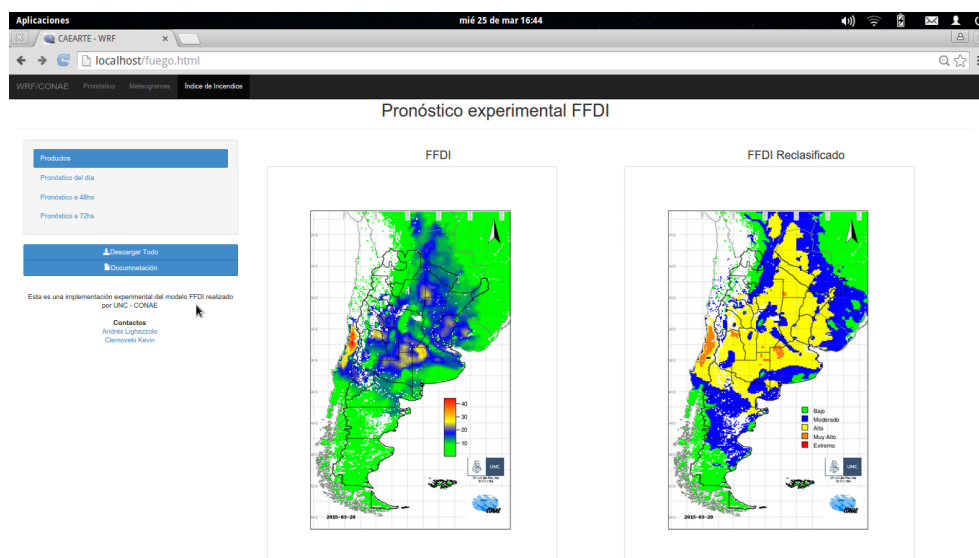 Aplicaciones
mié 25 de mar 16:44
CAEARTE - WRF
localhost/fuego.html
WRF/CONAE
Pronóstico
Meteogramas
Índice de Incendios
Pronóstico experimental FFDI
Productos
Pronóstico del día
Pronóstico a 48hs
Pronóstico a 72hs
Descargar Todo
Documnetación
Esta es una implementación experimental del modelo FFDI realizado
por UNC - CONAE
Contactos
Andrés Lighezzolo
Clemoveki Kevin
FFDI
40
30
20
10
UNC
CONAE
2015-03-20
FFDI Reclasificado
Bajo
Moderado
Alto
Muy Alto
Extremo
UNC
CONAE
2015-03-20